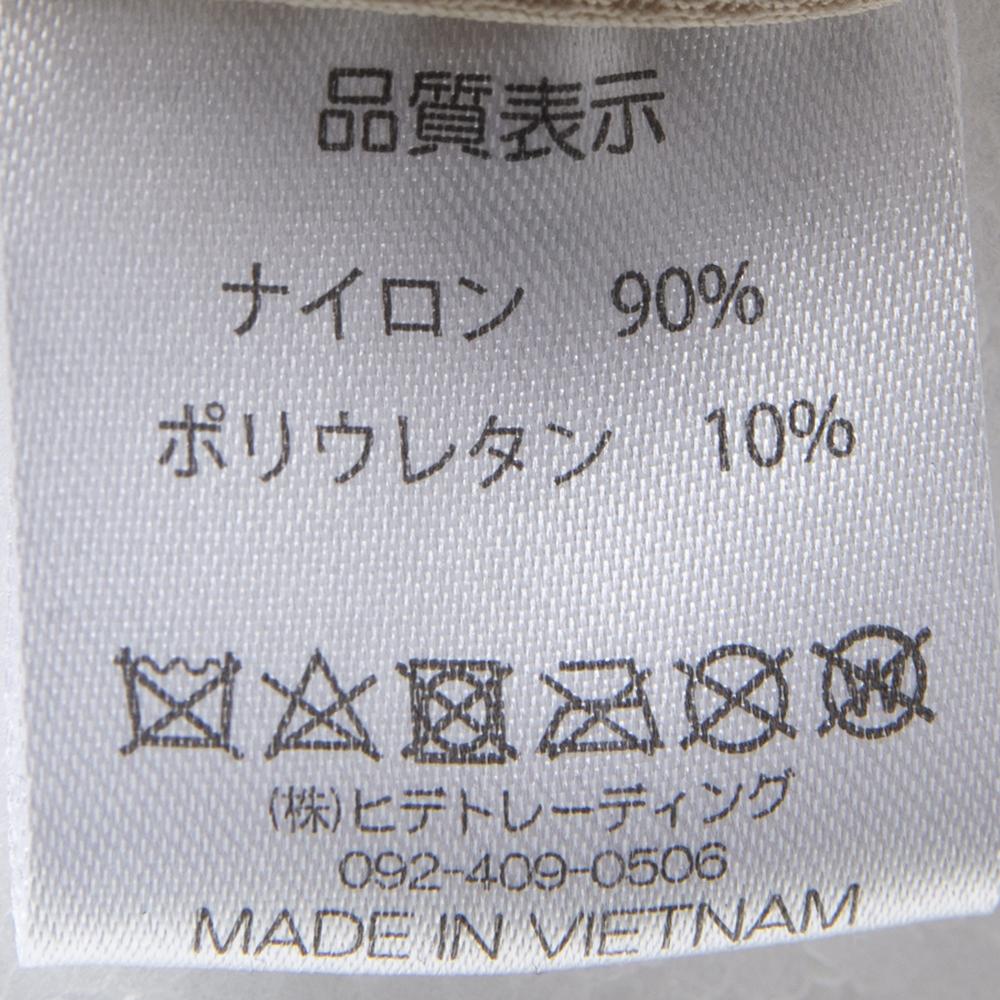 品質表示
ナイロン 90%
ポリウレタン 10%
(株)ヒデトレーディング
092-409-0506
MADE IN VIETNAM